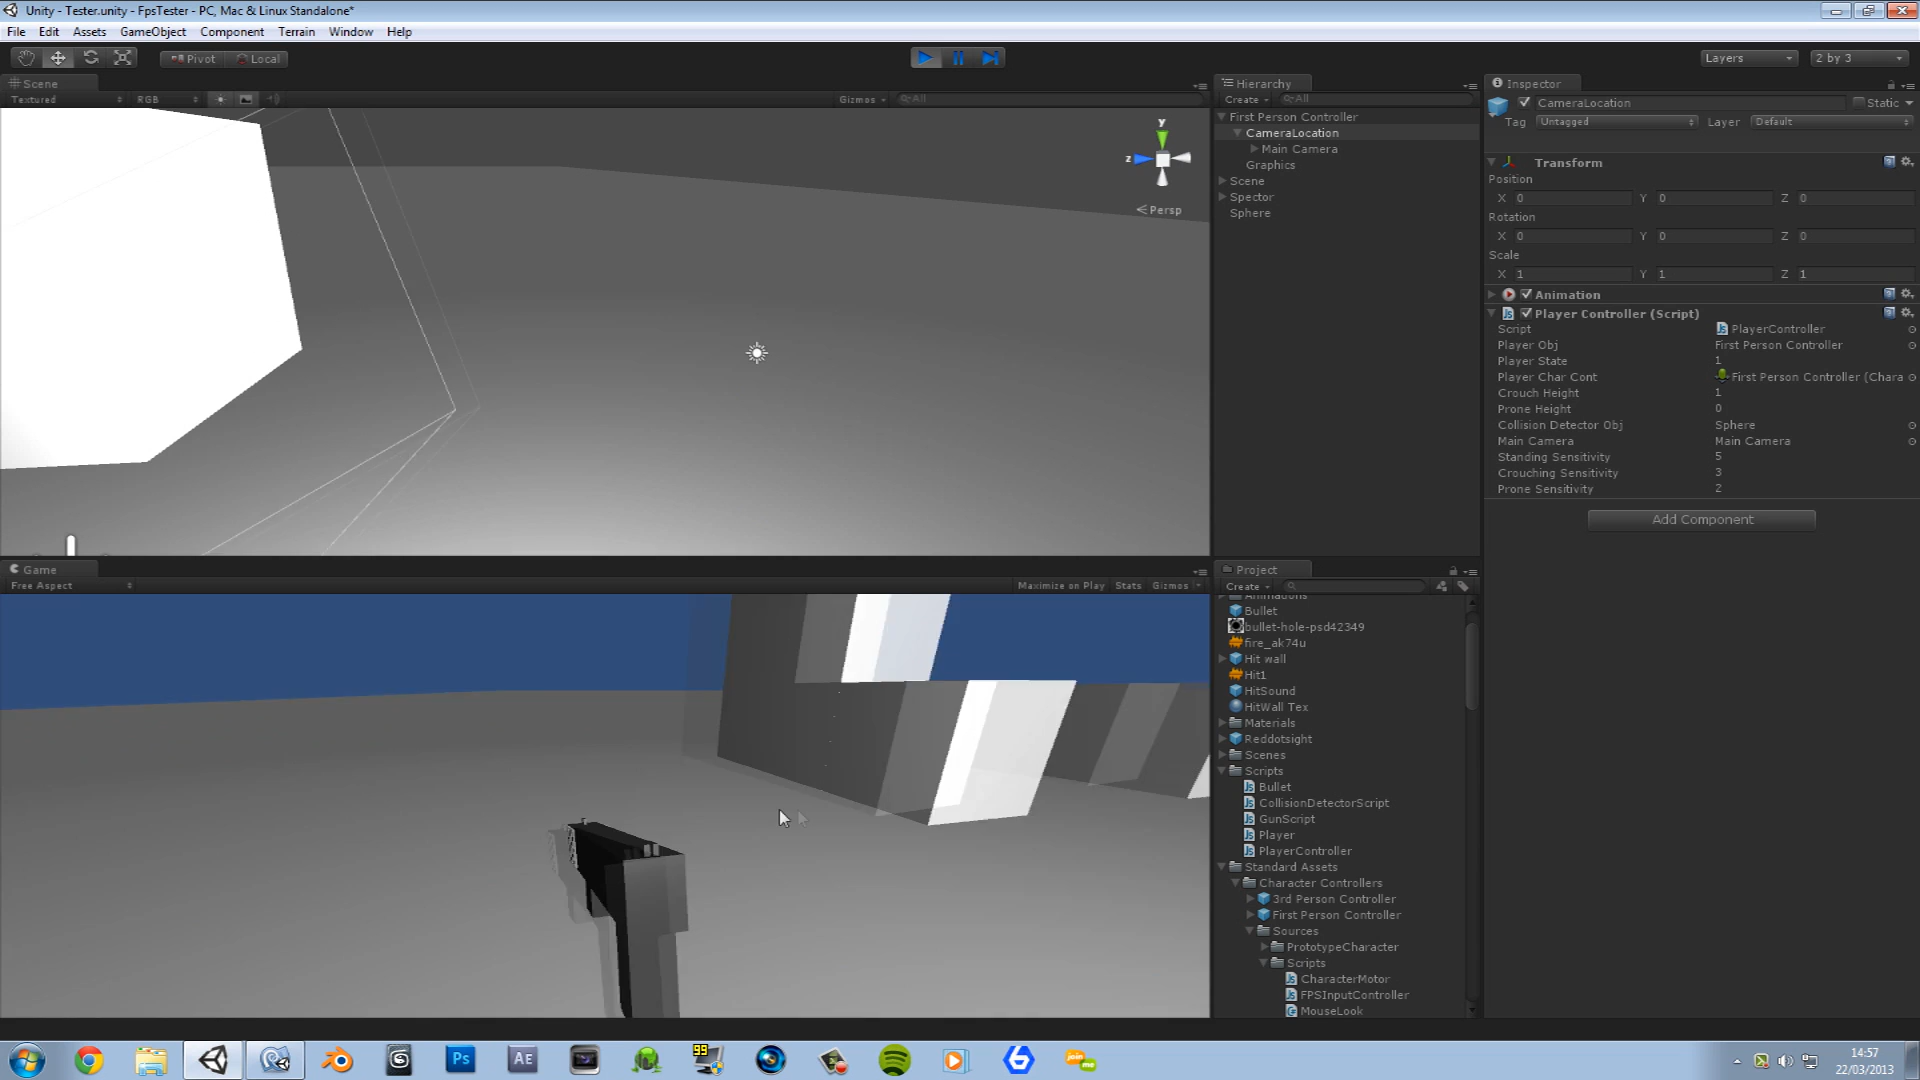 Unity - Tester.unity - FpsTester - PC, Mac & Linux Standalone*
File Edit Assets GameObject Component Terrain Window Help
Pivot Local Layers 2 by 3
Scene
Textured RGB Gizmos All
y
z
Persp
Hierarchy
Create All
First Person Controller
CameraLocation
Main Camera
Graphics
Scene
Spector
Sphere
Inspector
CameraLocation Static
Tag Untagged Layer Default
Transform
Position
X 0 Y 0 Z 0
Rotation
X 0 Y 0 Z 0
Scale
X 1 Y 1 Z 1
Animation
Player Controller (Script)
Script PlayerController
Player Obj First Person Controller
Player State 1
Player Char Cont First Person Controller (Chara
Crouch Height 1
Prone Height 0
Collision Detector Obj Sphere
Main Camera Main Camera
Standing Sensitivity 5
Crouching Sensitivity 3
Prone Sensitivity 2
Add Component
Game
Free Aspect Maximize on Play Stats Gizmos
Project
Create
Animations
Bullet
bullet-hole-psd42349
fire_ak74u
Hit wall
Hit1
HitSound
HitWall Tex
Materials
Reddotsight
Scenes
Scripts
Bullet
CollisionDetectorScript
GunScript
Player
PlayerController
Standard Assets
Character Controllers
3rd Person Controller
First Person Controller
Sources
PrototypeCharacter
Scripts
CharacterMotor
FPSInputController
MouseLook
Ps AE 99 join me
14:57
22/03/2013